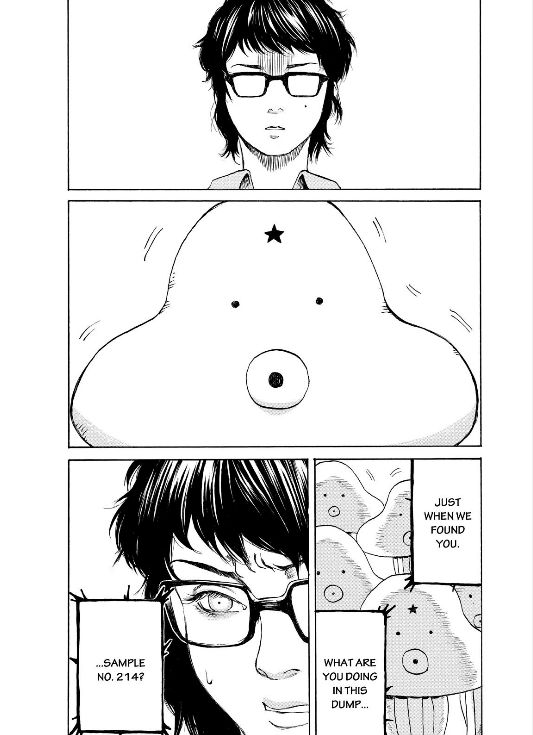 JUST
WHEN WE
FOUND
YOU.
WHAT ARE
YOU DOING
IN THIS
DUMP...
...SAMPLE
NO. 214?